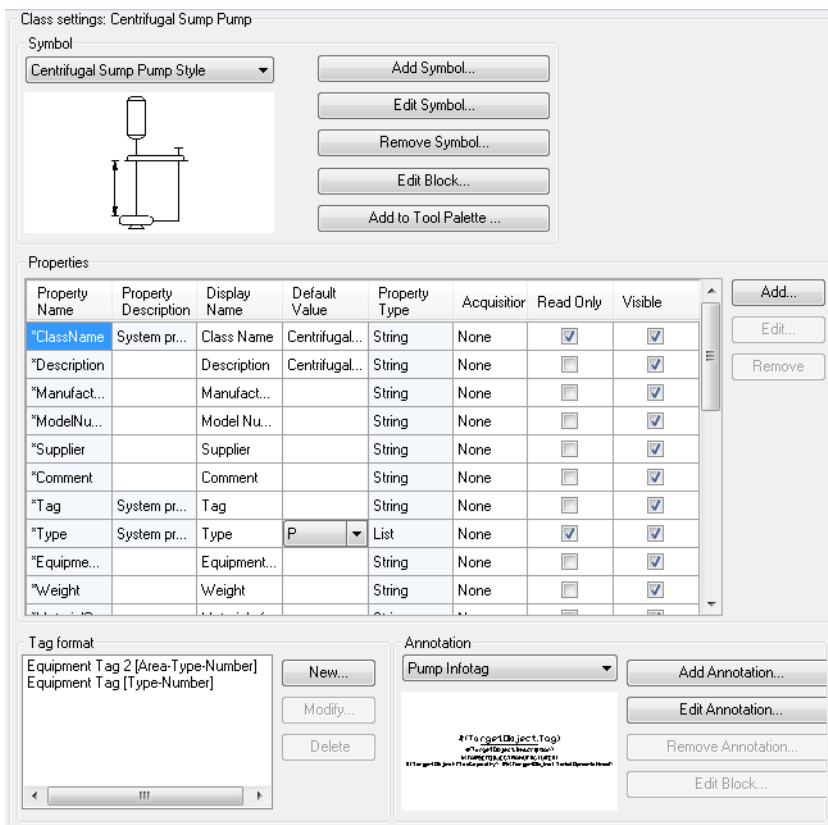 Class settings: Centrifugal Sump Pump
Symbol
Centrifugal Sump Pump Style
Add Symbol...
Edit Symbol...
Remove Symbol...
Edit Block...
Add to Tool Palette ...
Properties
Property Name Property Description Display Name Default Value Property Type Acquisition Read Only Visible
*ClassName System pr... Class Name Centrifugal... String None
*Description Description Centrifugal... String None
*Manufact... Manufact... String None
*ModelNu... Model Nu... String None
*Supplier Supplier String None
*Comment Comment String None
*Tag System pr... Tag String None
*Type System pr... Type P List None
*Equipme... Equipment... String None
*Weight Weight String None
Add...
Edit...
Remove
Tag format
Equipment Tag 2 [Area-Type-Number]
Equipment Tag [Type-Number]
New...
Modify...
Delete
Annotation
Pump Infotag
#(TargetObject.Tag)
Add Annotation...
Edit Annotation...
Remove Annotation...
Edit Block...